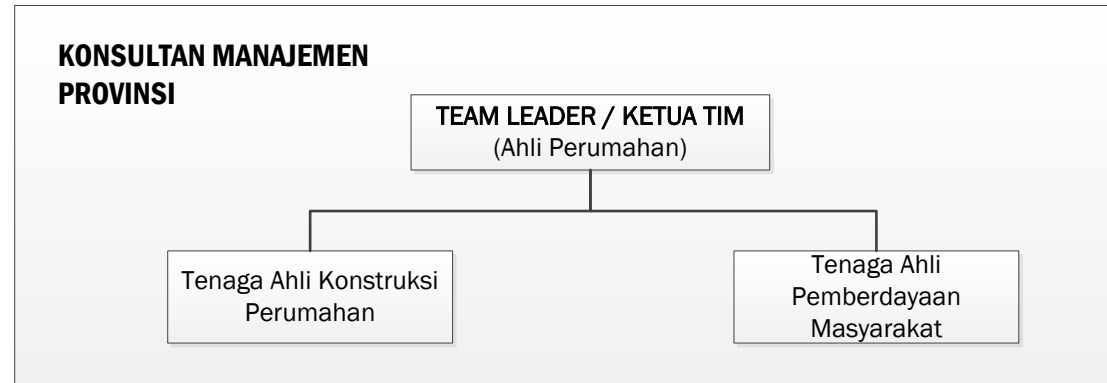 KONSULTAN MANAJEMEN
PROVINSI
TEAM LEADER / KETUA TIM
(Ahli Perumahan)
Tenaga Ahli Konstruksi
Perumahan
Tenaga Ahli
Pemberdayaan
Masyarakat